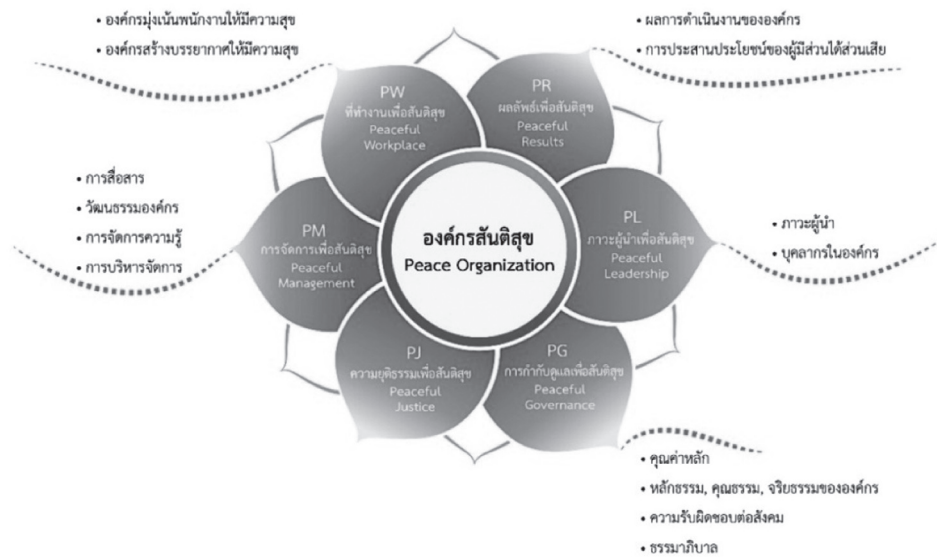 • องค์กรมุ่งเน้นพนักงานให้มีความสุข
• องค์กรสร้างบรรยากาศให้มีความสุข
• ผลการดำเนินงานขององค์กร
• การประสานประโยชน์ของผู้มีส่วนได้ส่วนเสีย
PW
ที่ทำงานเพื่อสันติสุข
Peaceful
Workplace
PR
ผลลัพธ์เพื่อสันติสุข
Peaceful
Results
• การสื่อสาร
• วัฒนธรรมองค์กร
• การจัดการความรู้
• การบริหารจัดการ
PM
การจัดการเพื่อสันติสุข
Peaceful
Management
องค์กรสันติสุข
Peace Organization
PL
ภาวะผู้นำเพื่อสันติสุข
Peaceful
Leadership
• ภาวะผู้นำ
• บุคลากรในองค์กร
PJ
ความยุติธรรมเพื่อสันติสุข
Peaceful
Justice
PG
การกำกับดูแลเพื่อสันติสุข
Peaceful
Governance
• คุณค่าหลัก
• หลักธรรม, คุณธรรม, จริยธรรมขององค์กร
• ความรับผิดชอบต่อสังคม
• ธรรมาภิบาล